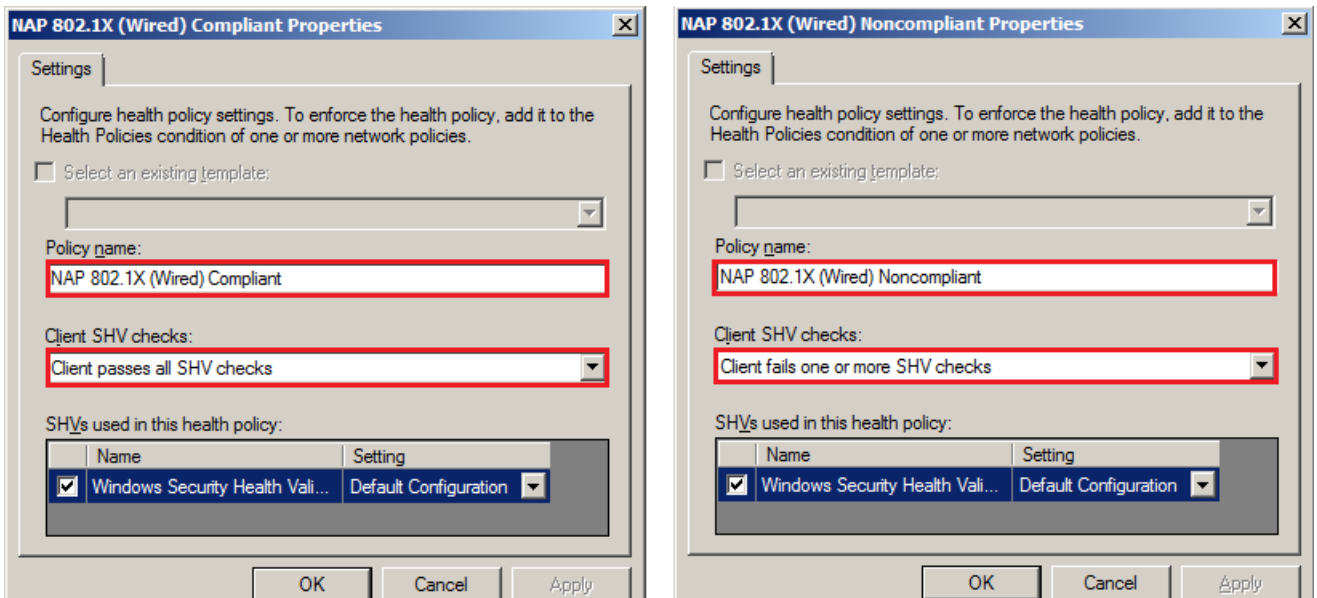 NAP 802.1X (Wired) Compliant Properties
Settings
Configure health policy settings. To enforce the health policy, add it to the
Health Policies condition of one or more network policies.
Select an existing template:
Policy name:
NAP 802.1X (Wired) Compliant
Client SHV checks:
Client passes all SHV checks
SHVs used in this health policy:
Name Setting
Windows Security Health Vali... Default Configuration
OK Cancel Apply
NAP 802.1X (Wired) Noncompliant Properties
Settings
Configure health policy settings. To enforce the health policy, add it to the
Health Policies condition of one or more network policies.
Select an existing template:
Policy name:
NAP 802.1X (Wired) Noncompliant
Client SHV checks:
Client fails one or more SHV checks
SHVs used in this health policy:
Name Setting
Windows Security Health Vali... Default Configuration
OK Cancel Apply